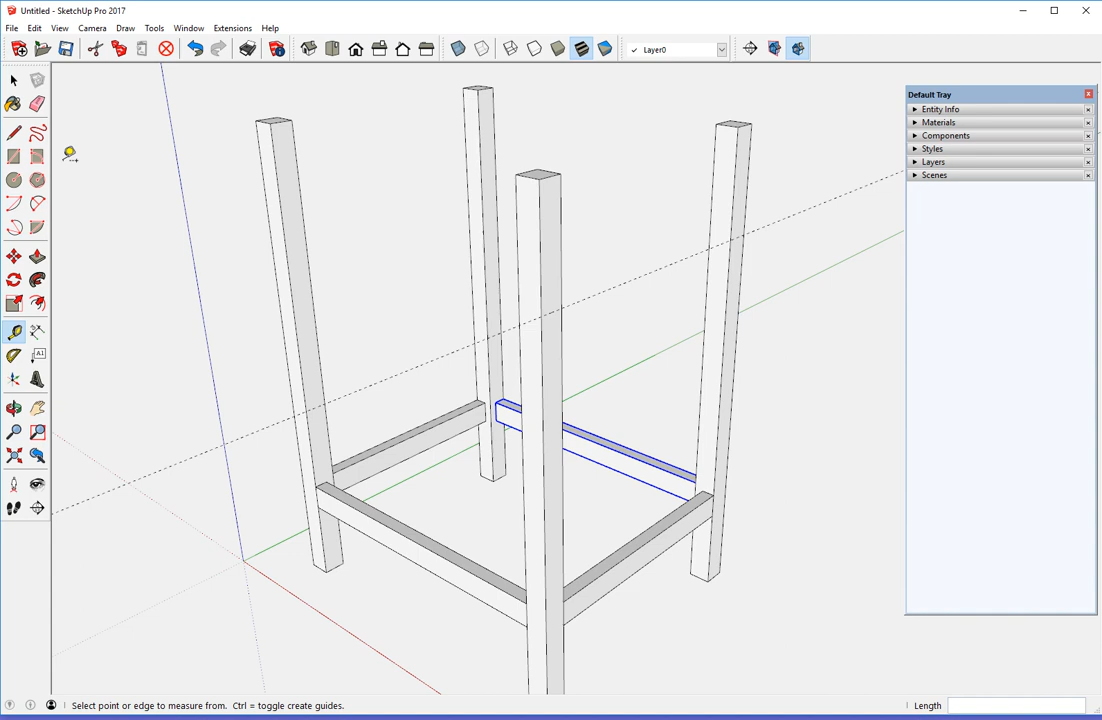 Untitled - SketchUp Pro 2017
File Edit View Camera Draw Tools Window Extensions Help
Layer0
Default Tray
Entity Info
Materials
Components
Styles
Layers
Scenes
A1
Select point or edge to measure from. Ctrl = toggle create guides.
Length